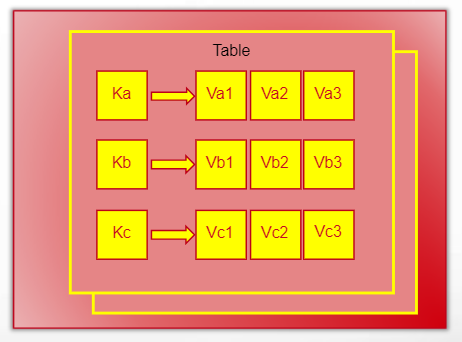 Table
Ka Va1 Va2 Va3
Kb Vb1 Vb2 Vb3
Kc Vc1 Vc2 Vc3